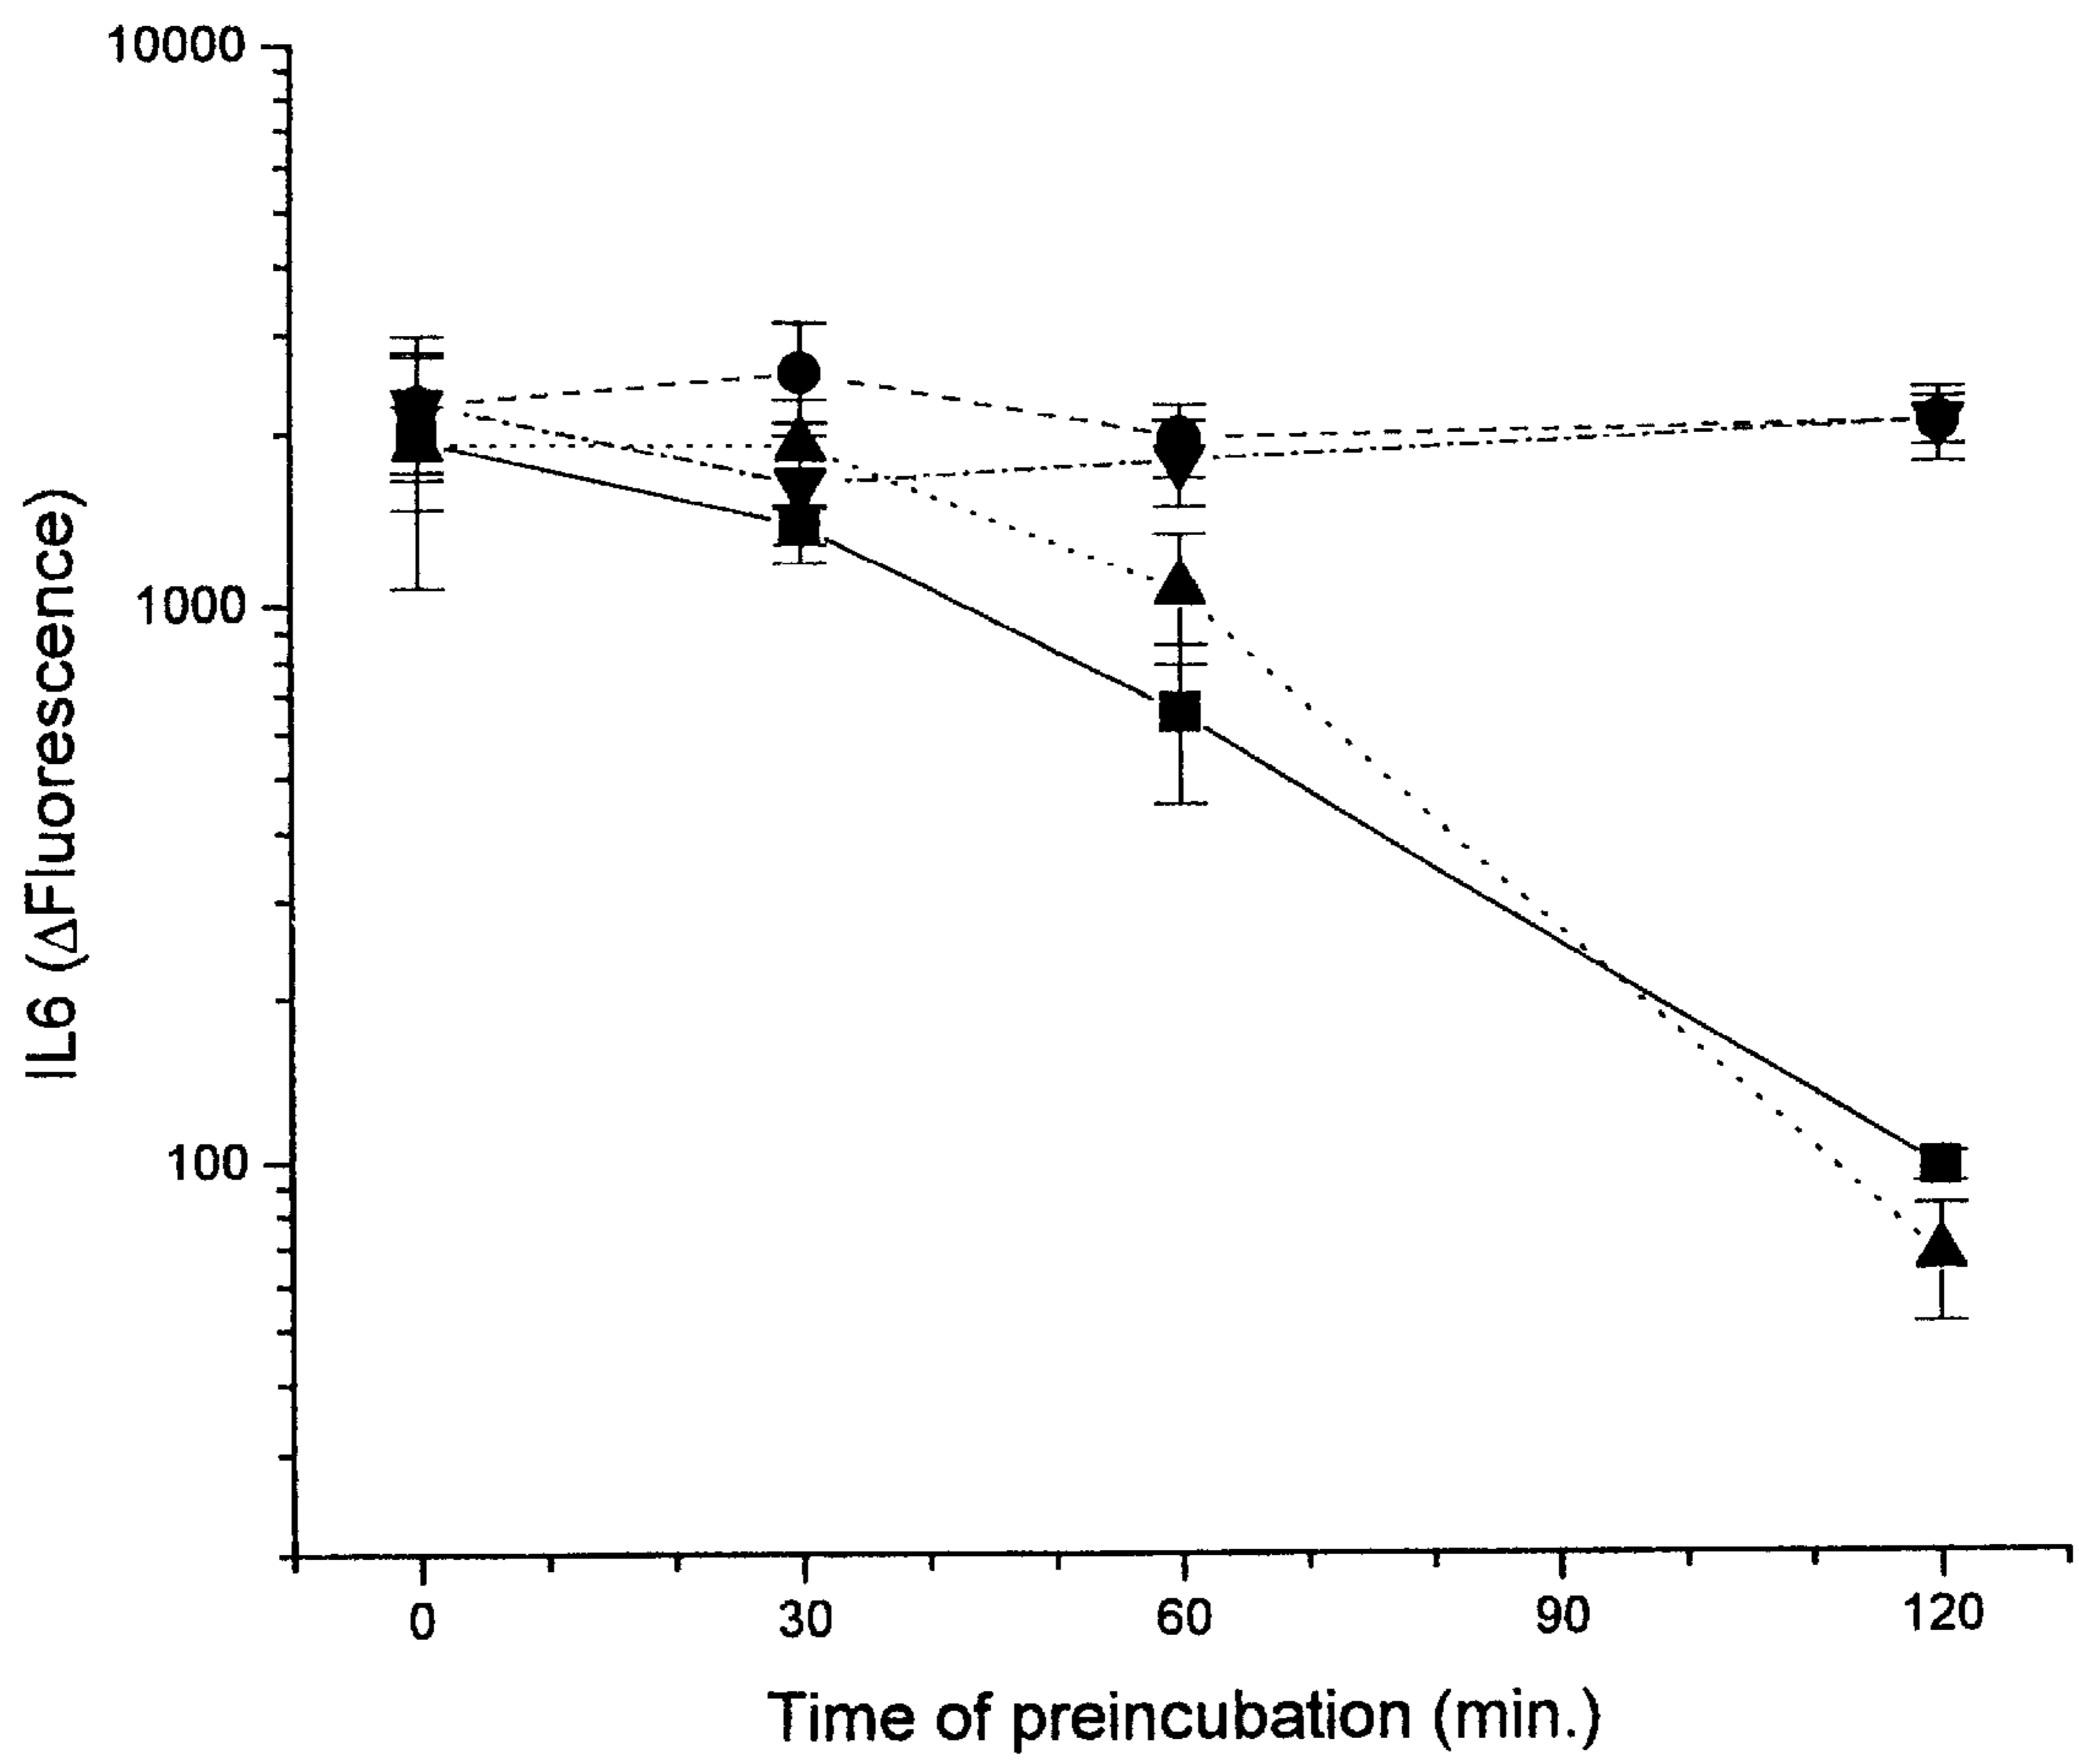 10000
1000
100
IL6 (ΔFluorescence)
0 30 60 90 120
Time of preincubation (min.)